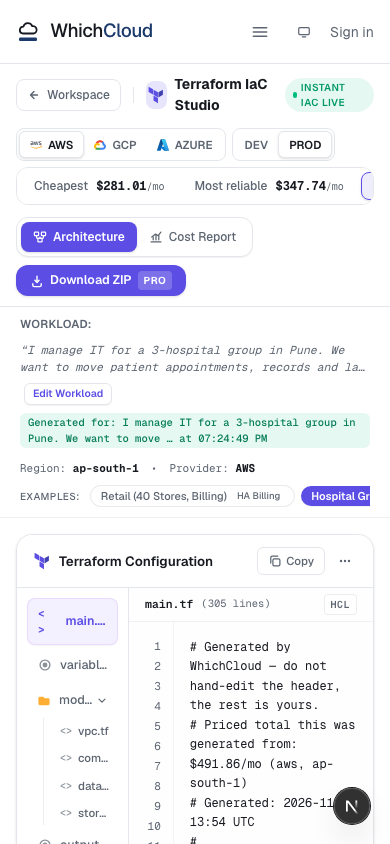 WhichCloud
Sign in
Workspace
Terraform IaC
Studio
INSTANT
IAC LIVE
aws AWS GCP AZURE DEV PROD
Cheapest $281.01/mo Most reliable $347.74/mo
Architecture Cost Report
Download ZIP PRO
WORKLOAD:
“I manage IT for a 3-hospital group in Pune. We
want to move patient appointments, records and la…
Edit Workload
Generated for: I manage IT for a 3-hospital group in
Pune. We want to move … at 07:24:49 PM
Region: ap-south-1 • Provider: AWS
EXAMPLES: Retail (40 Stores, Billing) HA Billing Hospital Gr
Terraform Configuration
Copy
main.tf (305 lines) HCL
< > main.…
variabl…
mod…
<> vpc.tf
<> com…
<> data…
<> stor…
1 # Generated by
2 WhichCloud — do not
3 hand-edit the header,
4 the rest is yours.
5 # Priced total this was
6 generated from:
7 $491.86/mo (aws, ap-
8 south-1)
9 # Generated: 2026-11
10 13:54 UTC
#
N